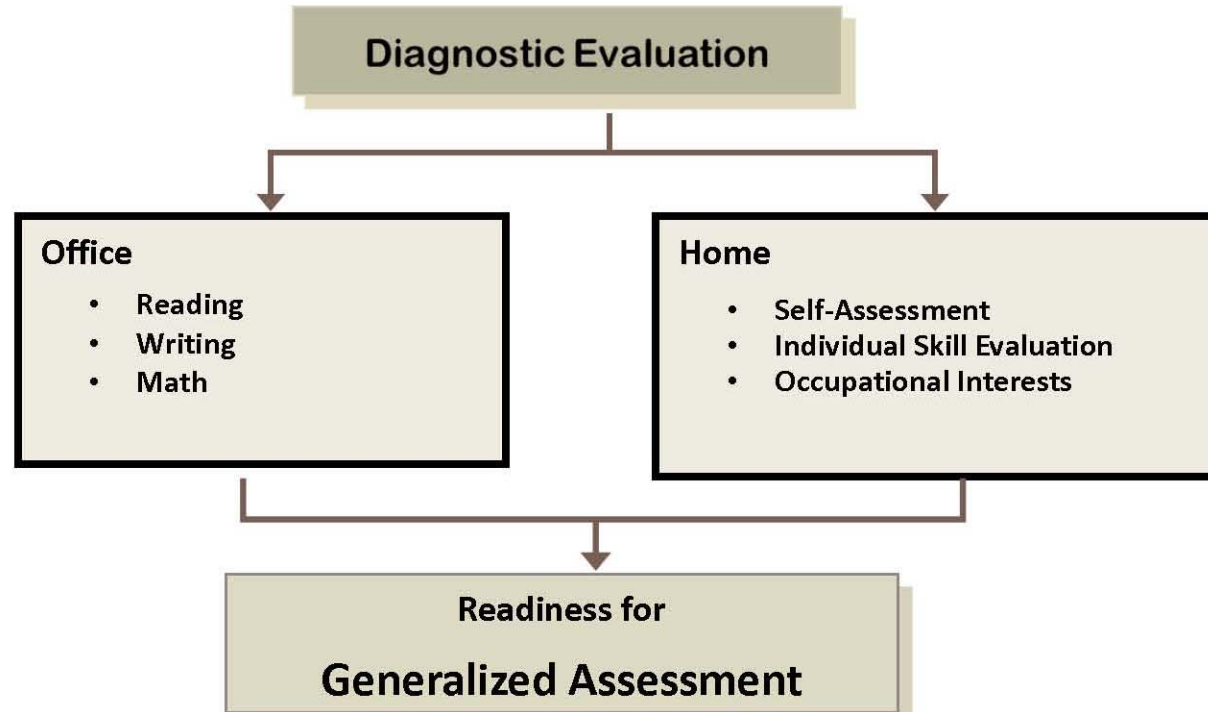 Diagnostic Evaluation
Office
• Reading
• Writing
• Math
Home
• Self-Assessment
• Individual Skill Evaluation
• Occupational Interests
Readiness for
Generalized Assessment